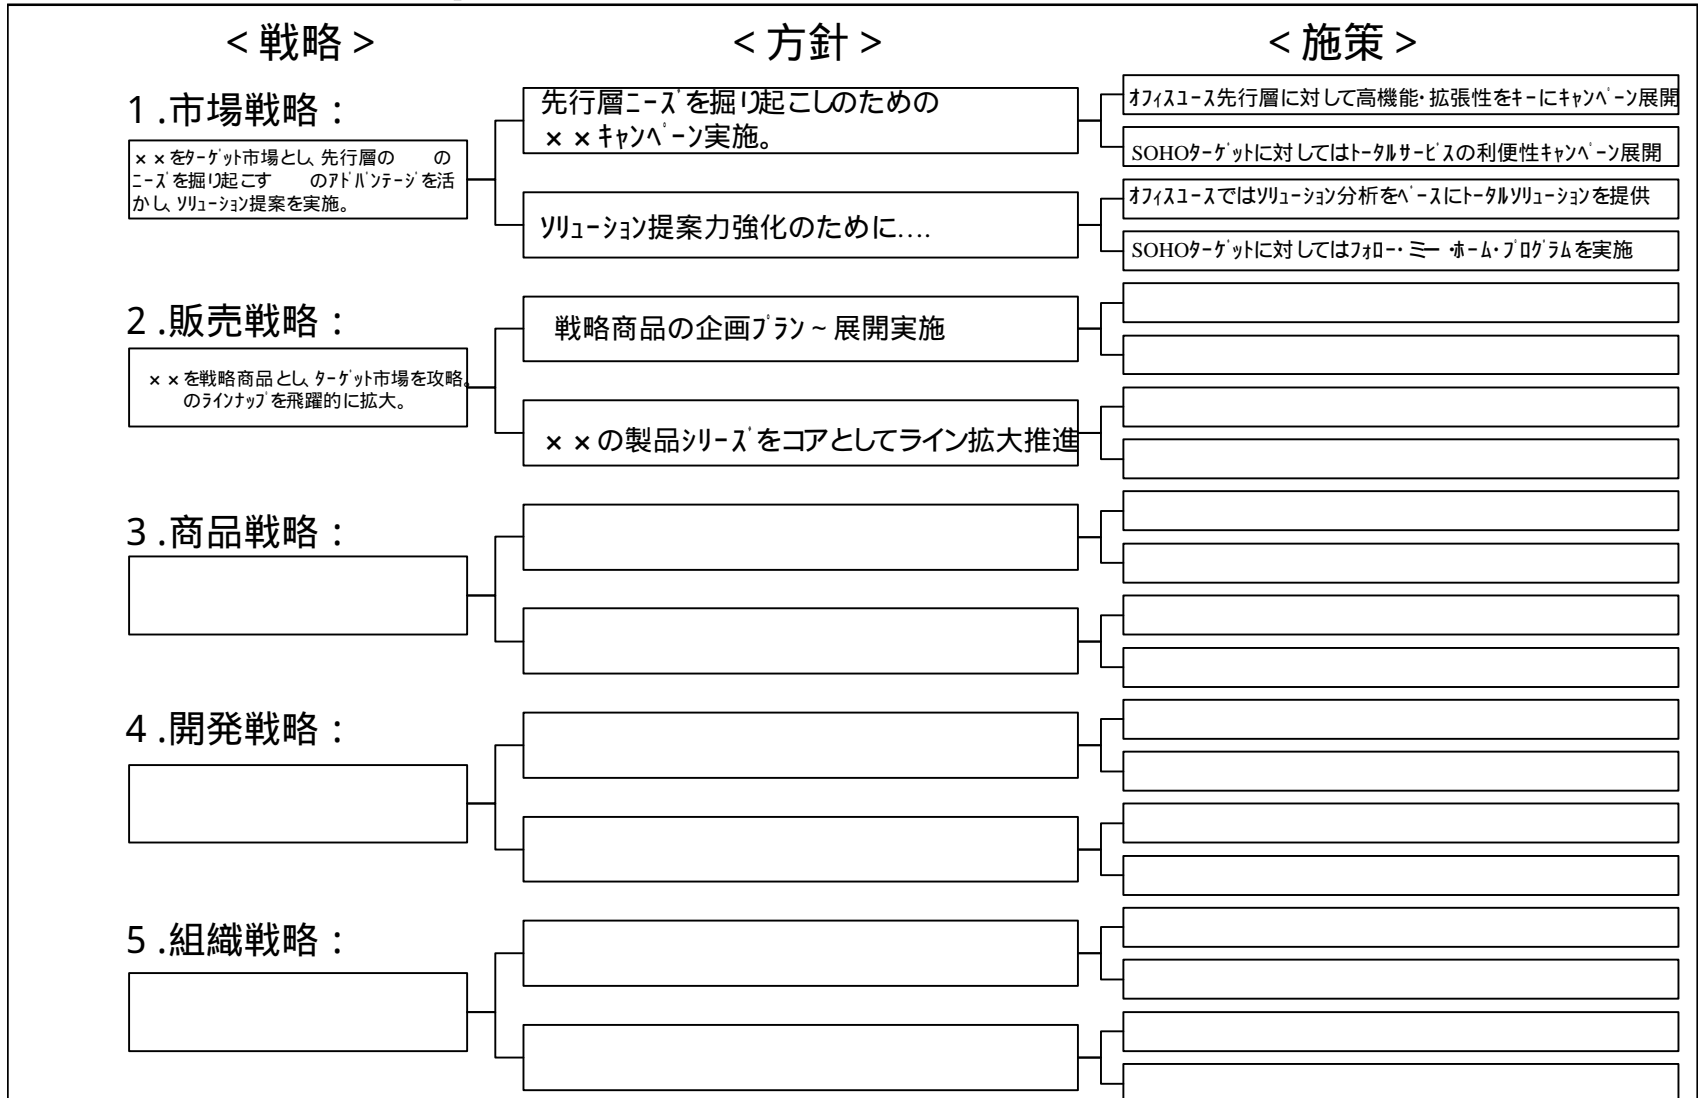 ＜戦略＞
＜方針＞
＜施策＞
１.市場戦略：
××をターゲット市場とし、先行層の　　の
ニーズを掘り起こす　　のアドバンテージを活
かし、ソリューション提案を実施。
先行層ニーズを掘り起こしのための
××キャンペーン実施。
オフィスユース先行層に対して高機能・拡張性をキーにキャンペーン展開
SOHOターゲットに対してはトータルサービスの利便性キャンペーン展開
ソリューション提案力強化のために....
オフィスユースではソリューション分析をベースにトータルソリューションを提供
SOHOターゲットに対してはフォロー・ミー・ホーム・プログラムを実施
２.販売戦略：
××を戦略商品とし、ターゲット市場を攻略。
のラインナップを飛躍的に拡大。
戦略商品の企画プラン～展開実施
××の製品シリーズをコアとしてライン拡大推進
３.商品戦略：
４.開発戦略：
５.組織戦略：